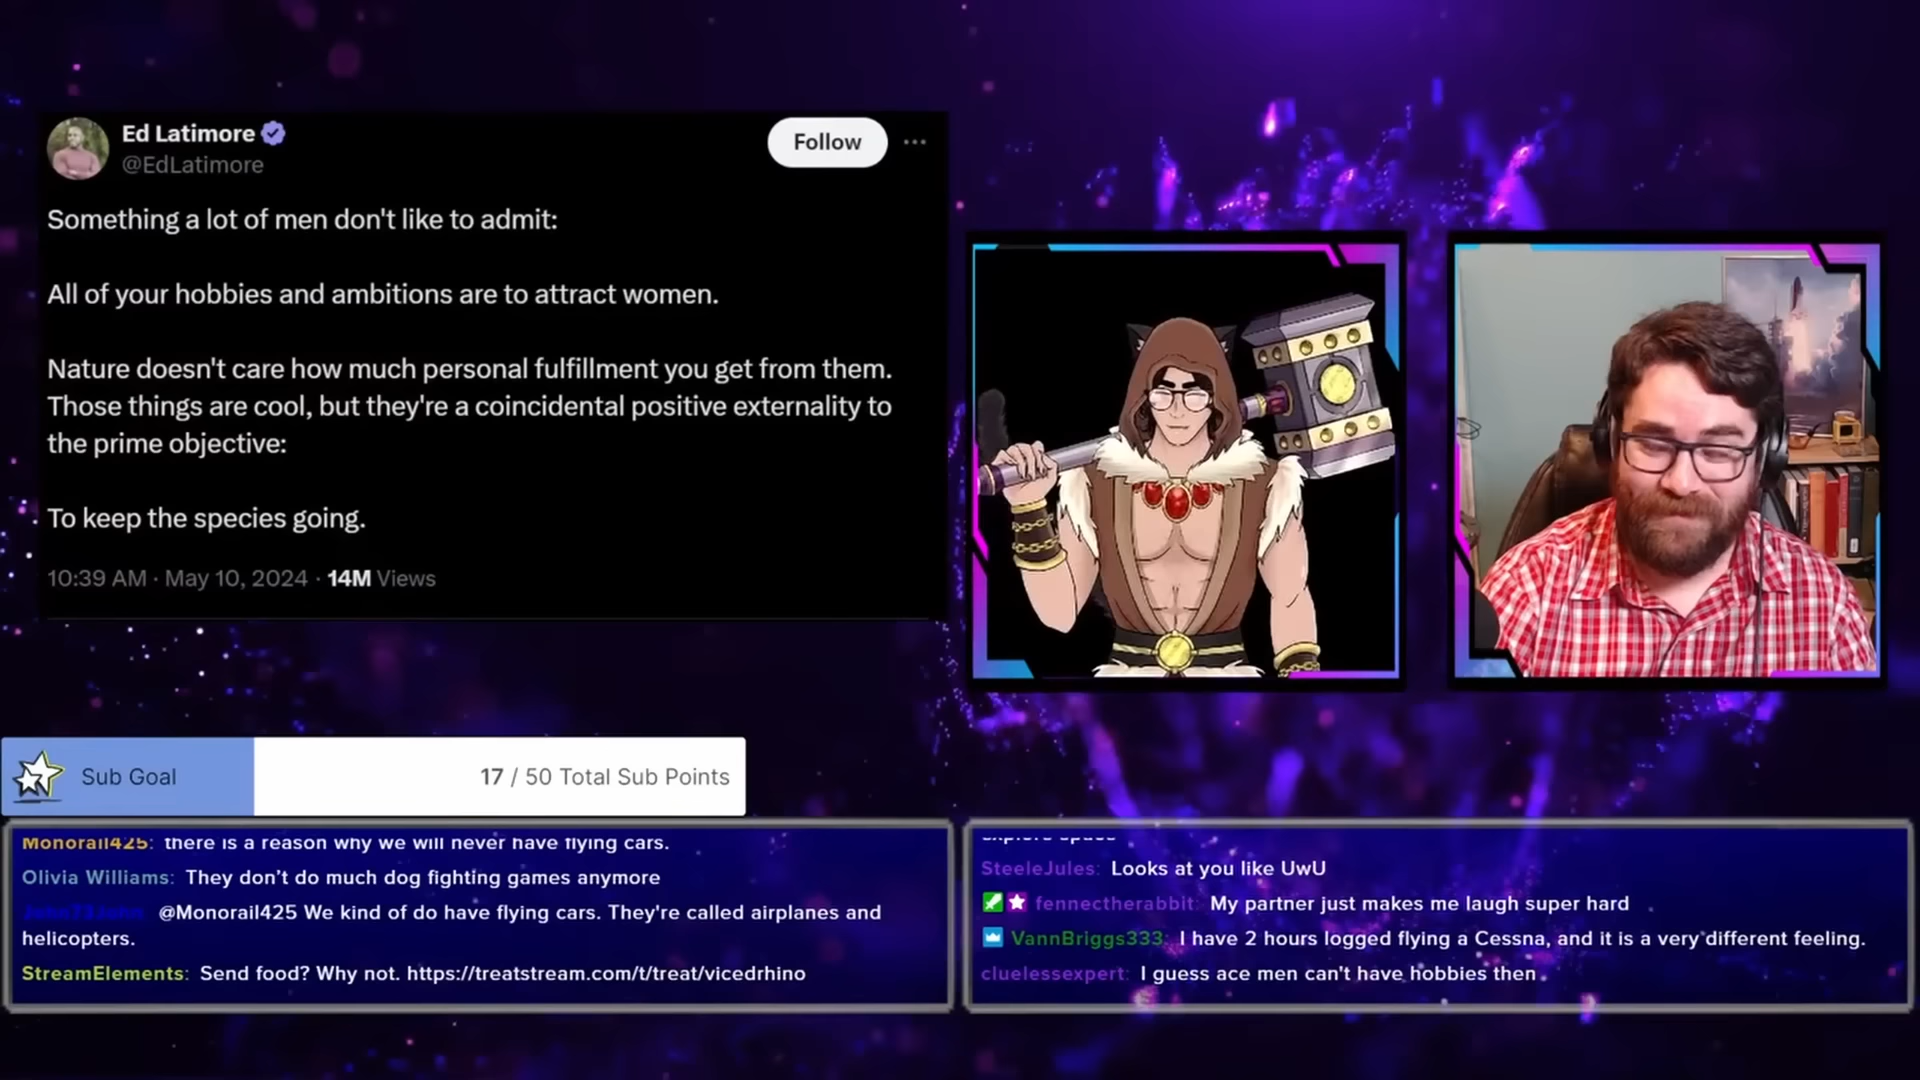 Ed Latimore
@EdLatimore
Follow
Something a lot of men don't like to admit:
All of your hobbies and ambitions are to attract women.
Nature doesn't care how much personal fulfillment you get from them.
Those things are cool, but they're a coincidental positive externality to
the prime objective:
To keep the species going.
10:39 AM · May 10, 2024 · 14M Views
Sub Goal
17 / 50 Total Sub Points
Monorail425: there is a reason why we will never have flying cars.
Olivia Williams: They don't do much dog fighting games anymore
@Monorail425 We kind of do have flying cars. They're called airplanes and
helicopters.
StreamElements: Send food? Why not. https://treatstream.com/t/treat/vicedrhino
SteeleJules: Looks at you like UwU
fennectherabbit: My partner just makes me laugh super hard
VannBriggs333: I have 2 hours logged flying a Cessna, and it is a very different feeling.
cluelessexpert: I guess ace men can't have hobbies then